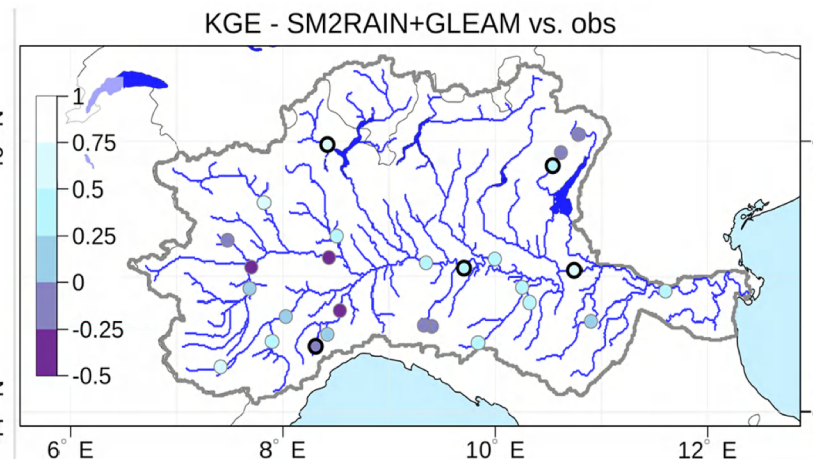 KGE - SM2RAIN+GLEAM vs. obs
1
0.75
0.5
0.25
0
-0.25
-0.5
N
N
6° E
8° E
10° E
12° E